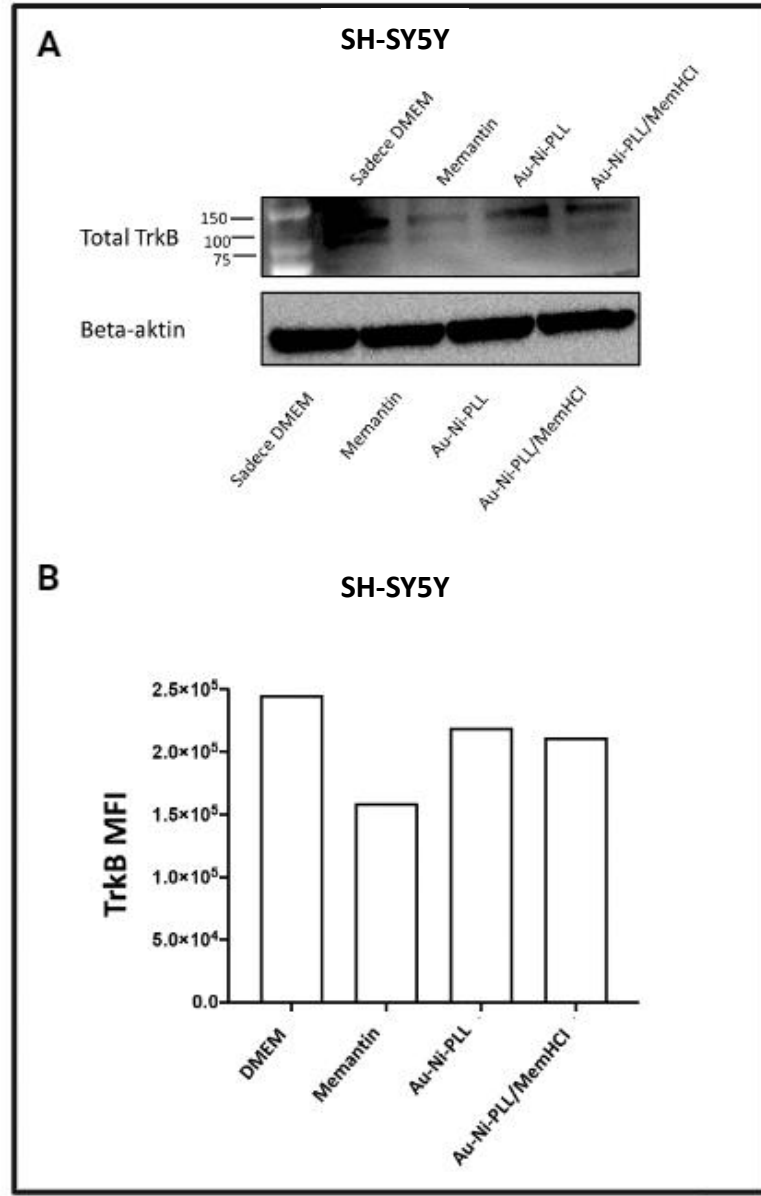 A
SH-SY5Y
Sadece DMEM
Memantin
Au-Ni-PLL
Au-Ni-PLL/MemHCl
Total TrkB
150
100
75
Beta-aktin
Sadece DMEM
Memantin
Au-Ni-PLL
Au-Ni-PLL/MemHCl
B
SH-SY5Y
TrkB MFI
2.5×10⁵
2.0×10⁵
1.5×10⁵
1.0×10⁵
5.0×10⁴
0.0
DMEM
Memantin
Au-Ni-PLL
Au-Ni-PLL/MemHCl